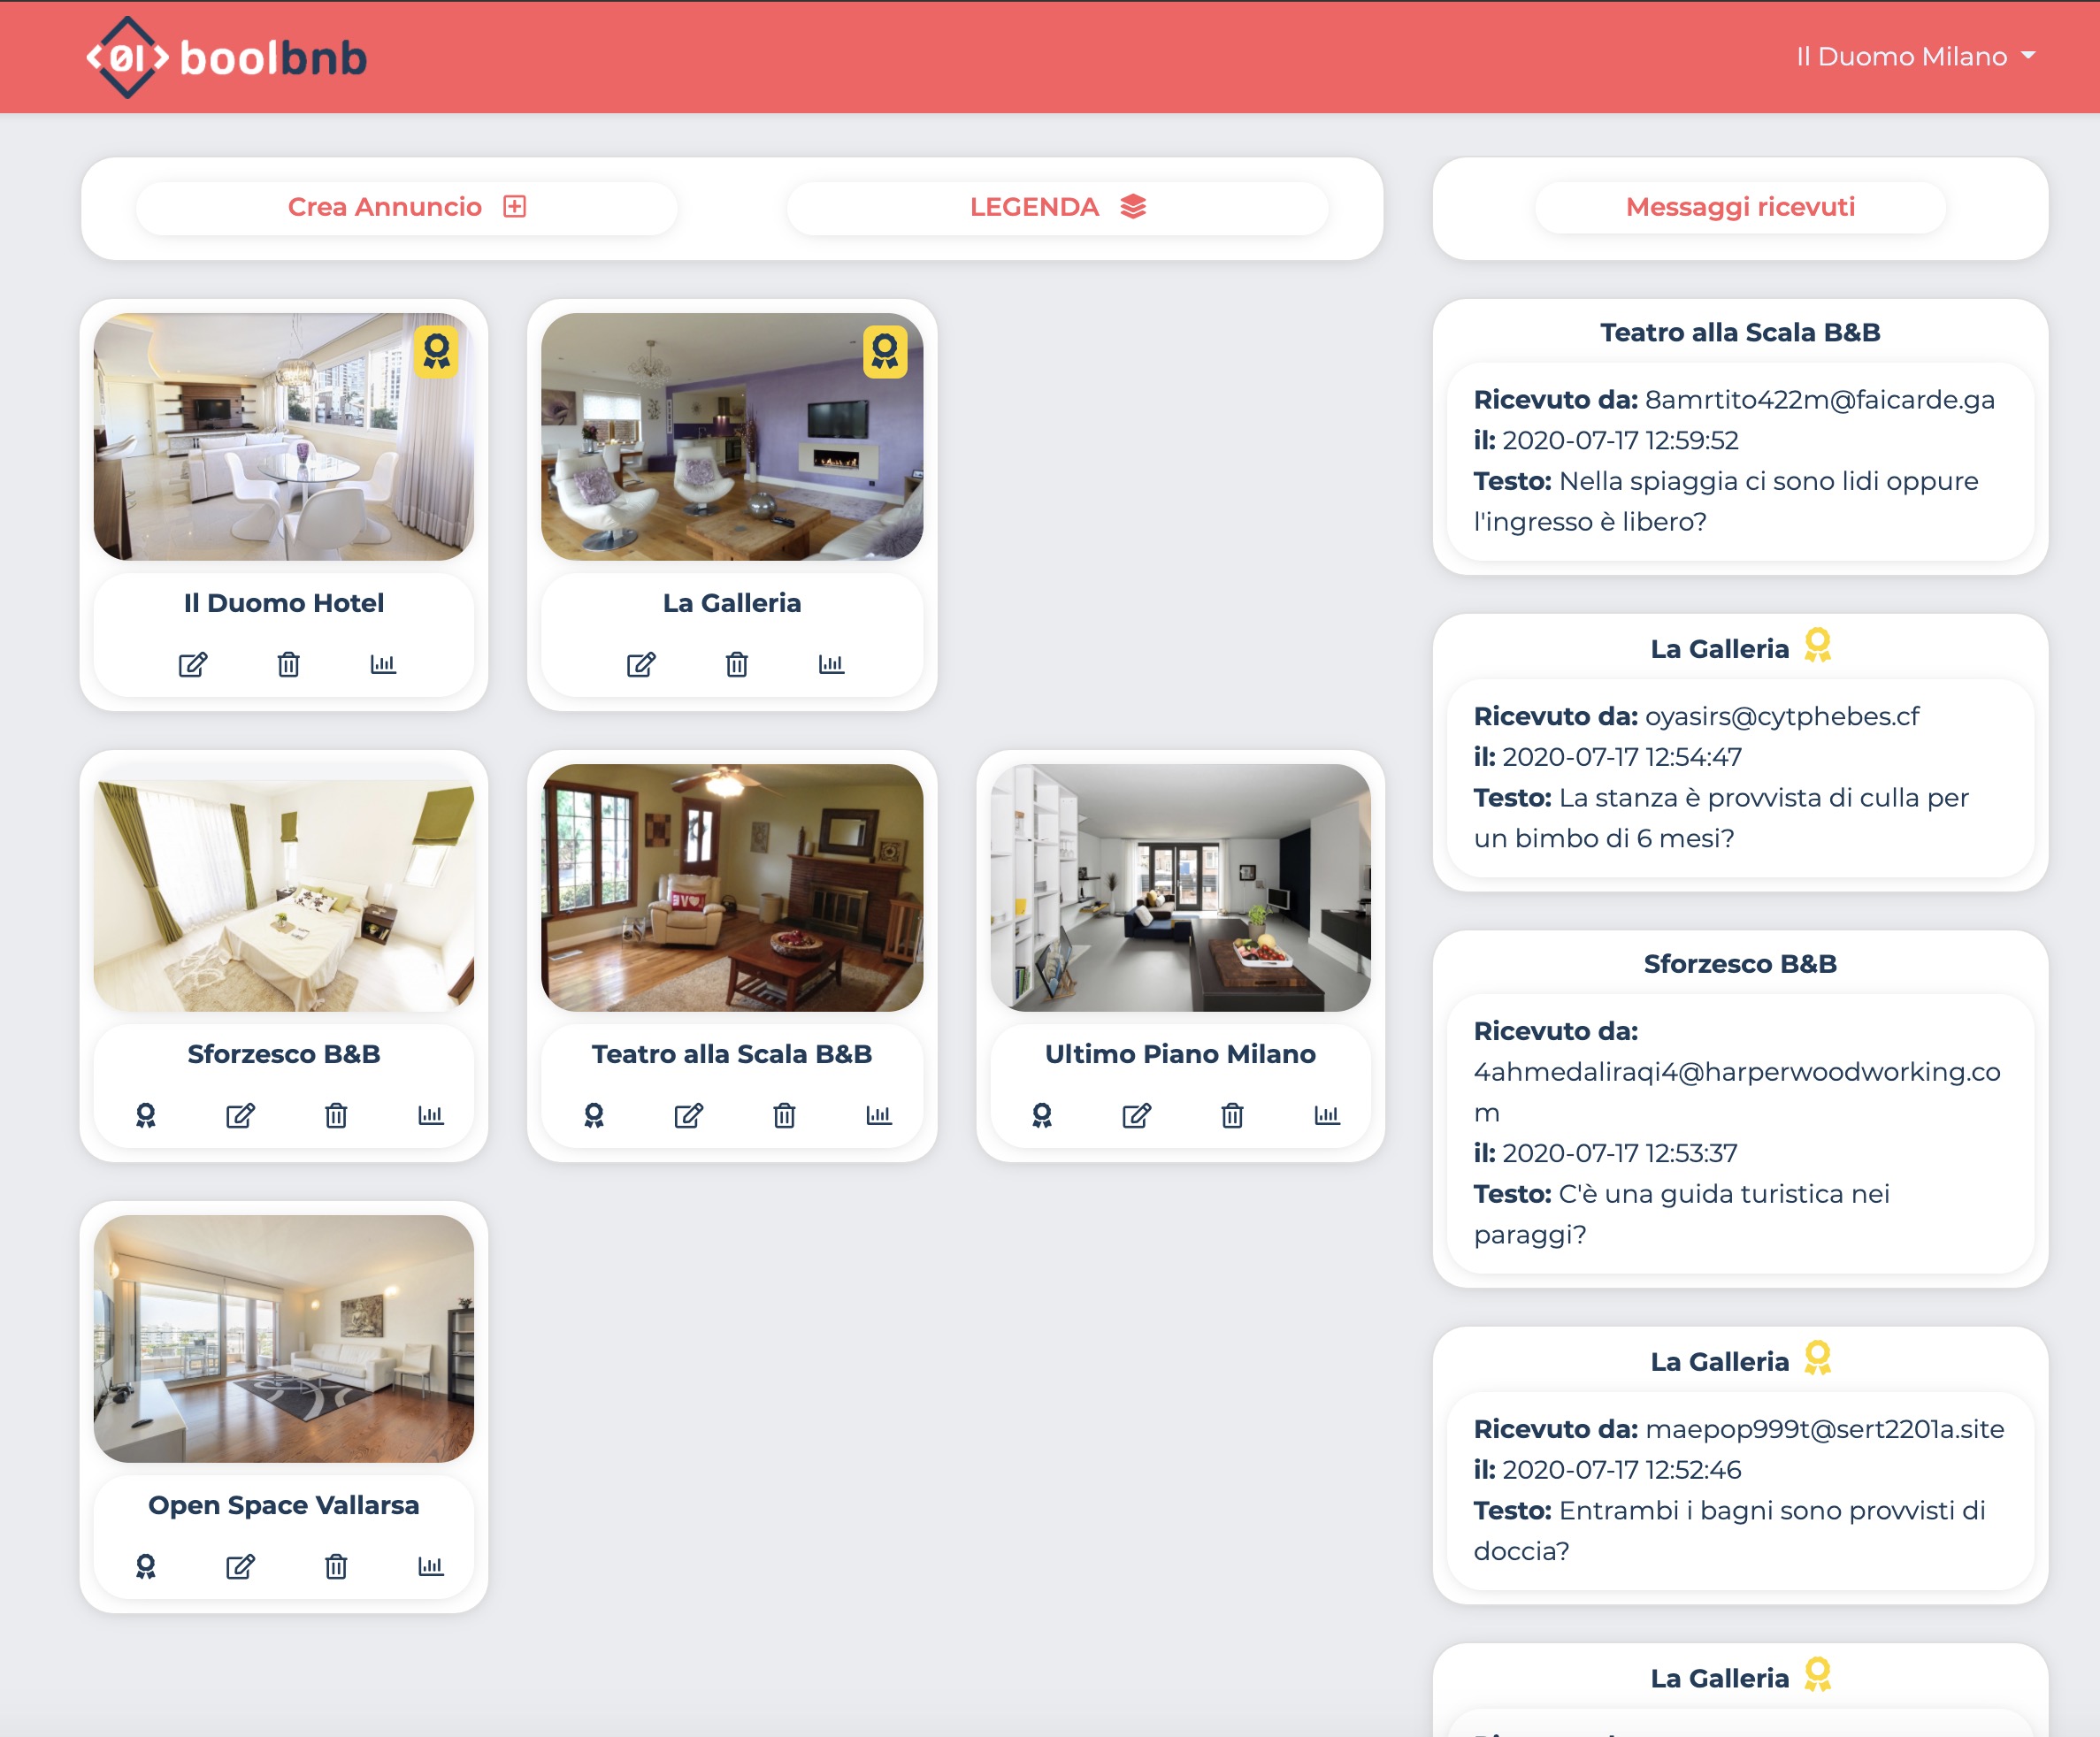 <01> boolbnb
Il Duomo Milano
Crea Annuncio
LEGENDA
Messaggi ricevuti
Il Duomo Hotel
La Galleria
Sforzesco B&B
Teatro alla Scala B&B
Ultimo Piano Milano
Open Space Vallarsa
Teatro alla Scala B&B
Ricevuto da: 8amrtito422m@faicarde.ga
il: 2020-07-17 12:59:52
Testo: Nella spiaggia ci sono lidi oppure
l'ingresso è libero?
La Galleria
Ricevuto da: oyasirs@cytphebes.cf
il: 2020-07-17 12:54:47
Testo: La stanza è provvista di culla per
un bimbo di 6 mesi?
Sforzesco B&B
Ricevuto da:
4ahmedaliraqi4@harperwoodworking.co
m
il: 2020-07-17 12:53:37
Testo: C'è una guida turistica nei
paraggi?
La Galleria
Ricevuto da: maepop999t@sert2201a.site
il: 2020-07-17 12:52:46
Testo: Entrambi i bagni sono provvisti di
doccia?
La Galleria